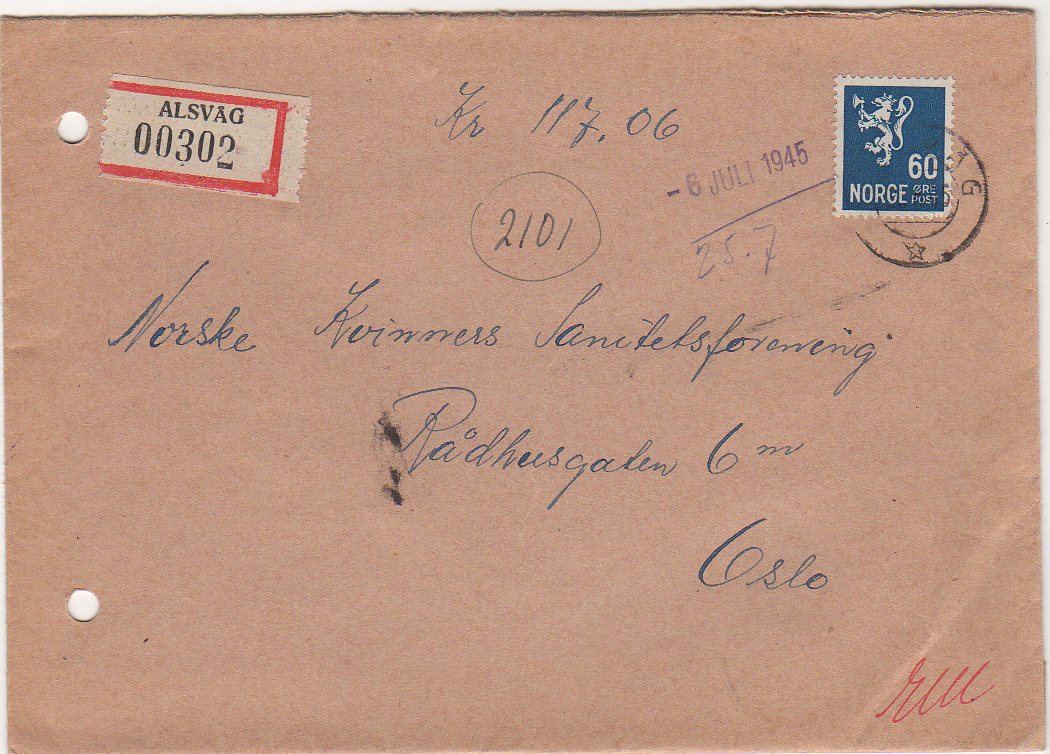 ALSVÅG
00302
Kr 117.06
- 6 JULI 1945
25.7
2101
60
NORGE ØRE POST
Norske Kvinners Sanitetsforening
Rådhusgaten 6 m
Oslo